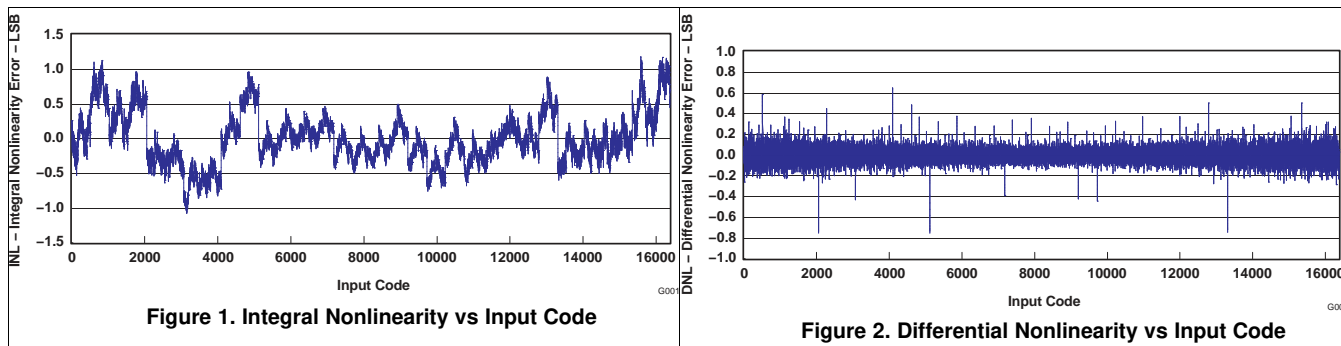 INL – Integral Nonlinearity Error – LSB
1.5
1.0
0.5
0.0
–0.5
–1.0
–1.5
0 2000 4000 6000 8000 10000 12000 14000 16000
Input Code
G001
Figure 1. Integral Nonlinearity vs Input Code
DNL – Differential Nonlinearity Error – LSB
1.0
0.8
0.6
0.4
0.2
0.0
–0.2
–0.4
–0.6
–0.8
–1.0
0 2000 4000 6000 8000 10000 12000 14000 16000
Input Code
Figure 2. Differential Nonlinearity vs Input Code